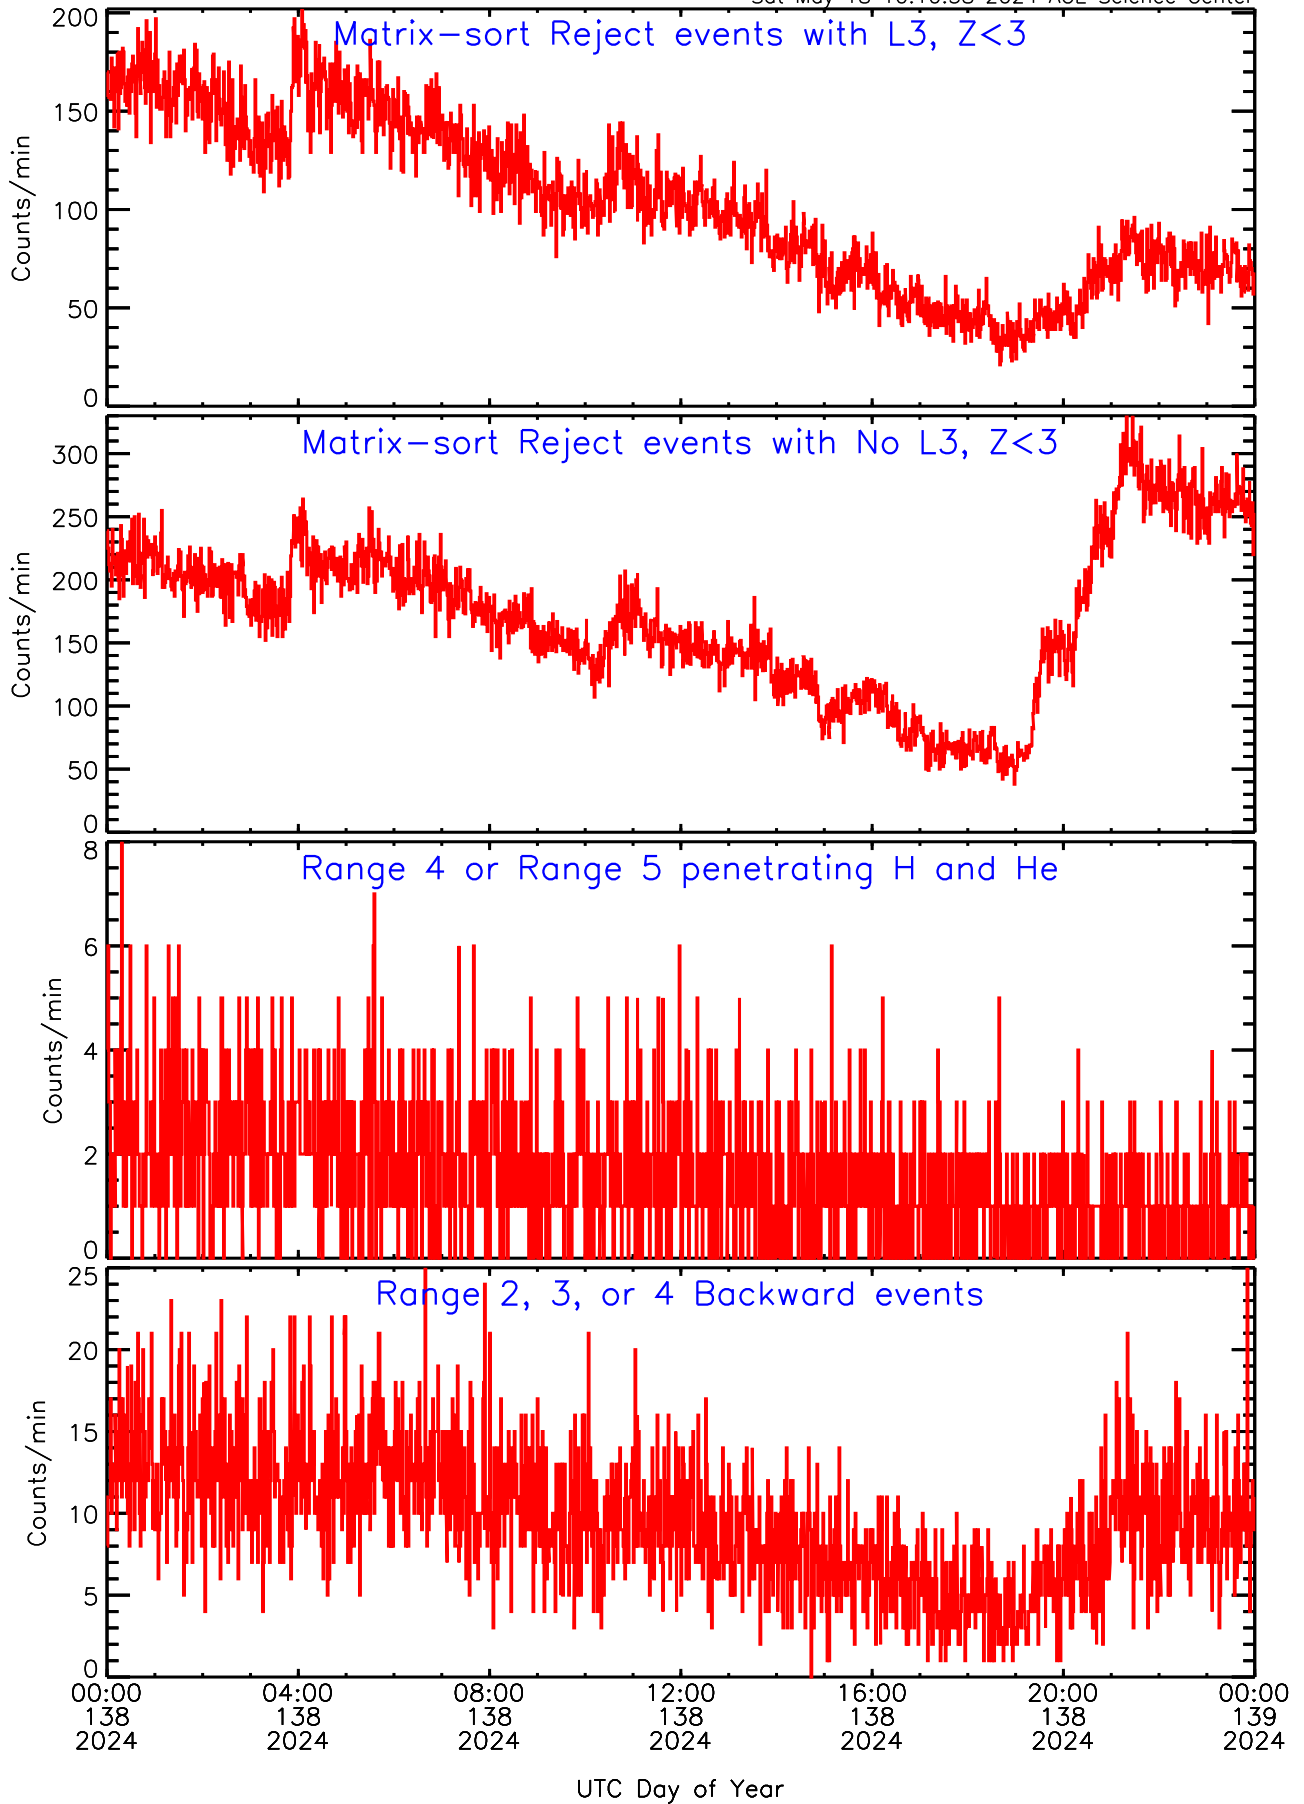 Matrix-sort Reject events with L3, Z<3
200
150
100
50
0
Counts/min
Matrix-sort Reject events with No L3, Z<3
300
250
200
150
100
50
0
Counts/min
Range 4 or Range 5 penetrating H and He
8
6
4
2
0
Counts/min
Range 2, 3, or 4 Backward events
25
20
15
10
5
0
Counts/min
00:00 04:00 08:00 12:00 16:00 20:00 00:00
138 138 138 138 138 138 139
2024 2024 2024 2024 2024 2024 2024
UTC Day of Year